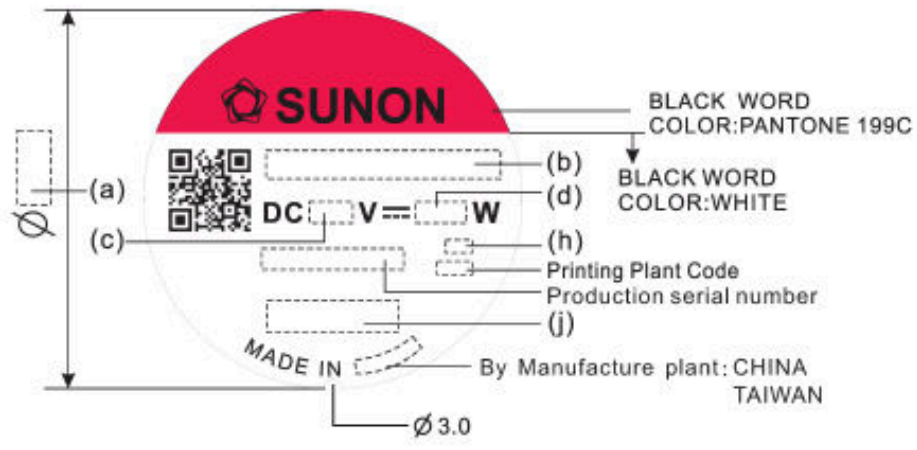 SUNON
BLACK WORD
COLOR:PANTONE 199C
(a)
(b)
BLACK WORD
COLOR:WHITE
(d)
DC V W
Ø
(c)
(h)
Printing Plant Code
Production serial number
(j)
MADE IN
By Manufacture plant: CHINA
TAIWAN
Ø 3.0